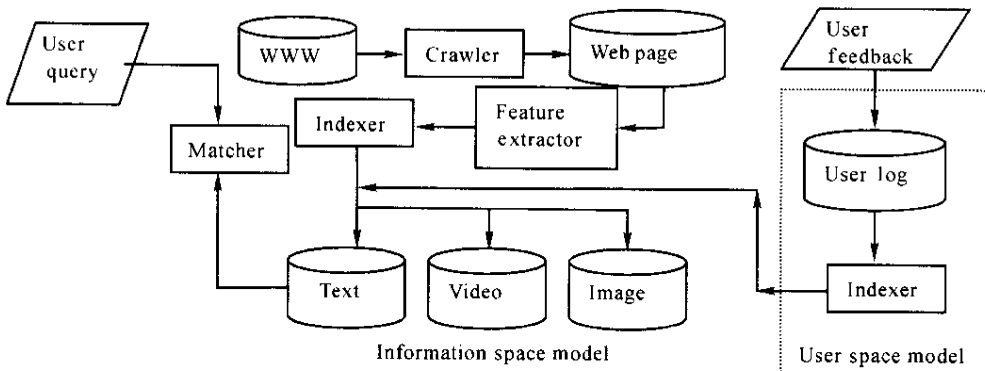 User
query
WWW
Crawler
Web page
User
feedback
Indexer
Feature
extractor
Matcher
User log
Text
Video
Image
Indexer
Information space model
User space model